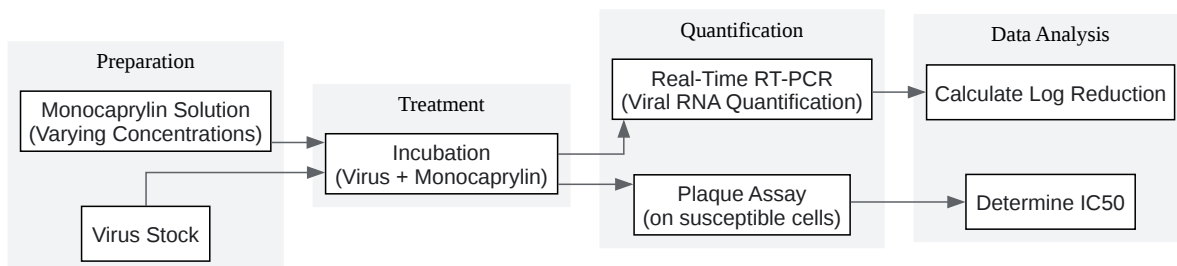 Preparation
Monocaprylin Solution
(Varying Concentrations)
Virus Stock
Treatment
Incubation
(Virus + Monocaprylin)
Quantification
Real-Time RT-PCR
(Viral RNA Quantification)
Plaque Assay
(on susceptible cells)
Data Analysis
Calculate Log Reduction
Determine IC50